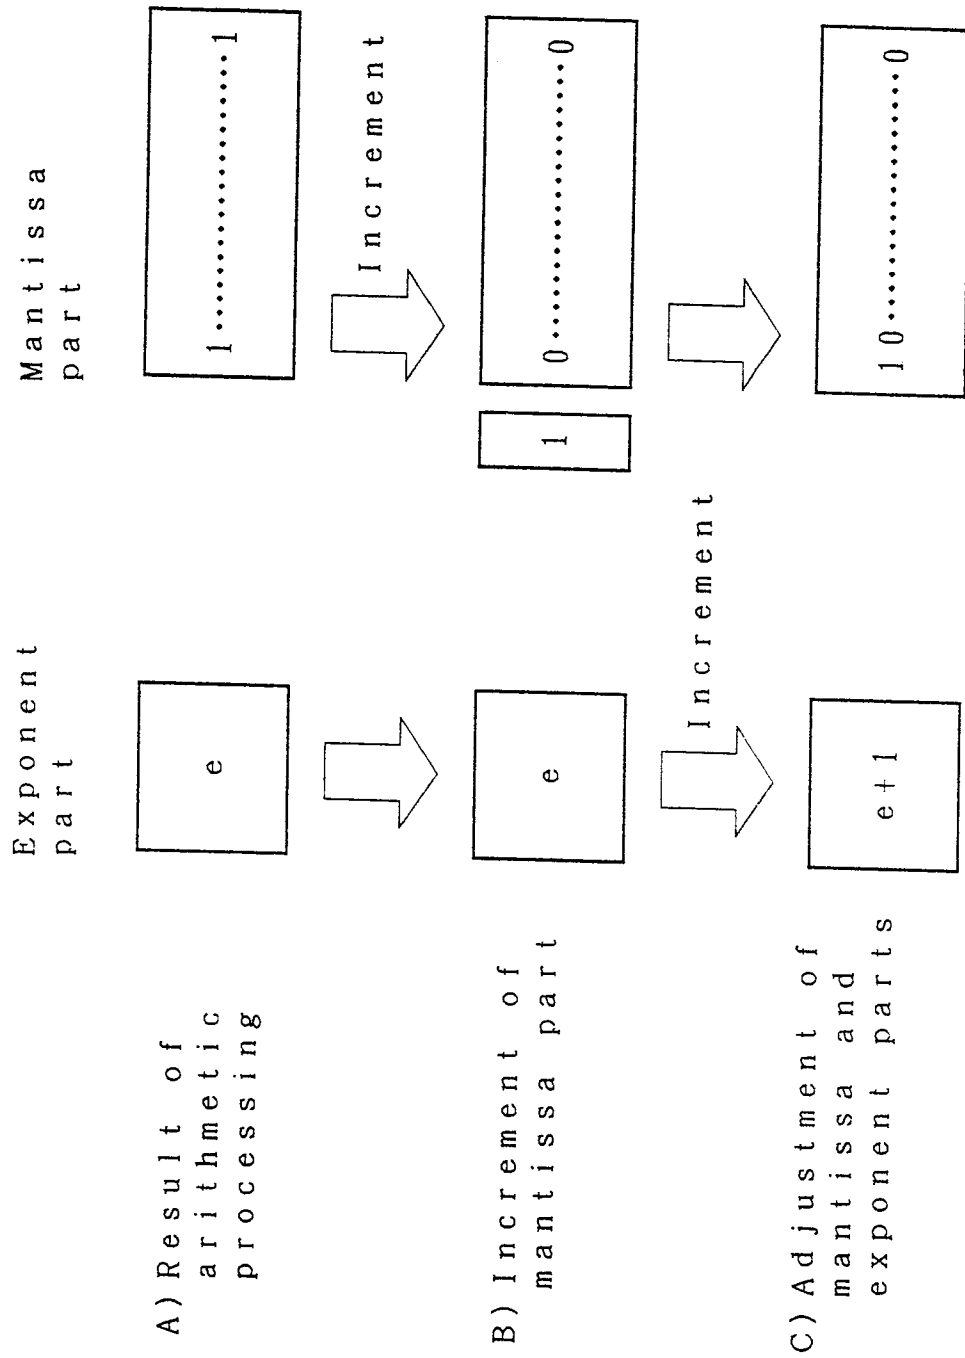 Exponent
part
Mantissa
part
A) Result of
arithmetic
processing
e
1••••••••••••••••••••1
Increment
B) Increment of
mantissa part
e
1
0••••••••••••••••••••0
Increment
C) Adjustment of
mantissa and
exponent parts
e+1
10••••••••••••••••••0